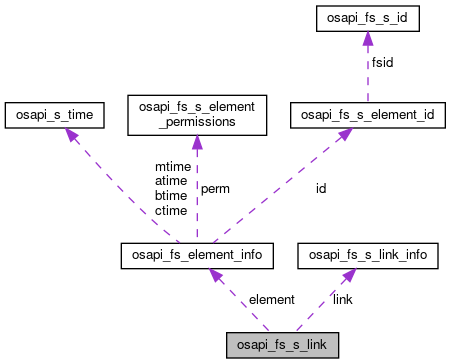 osapi_fs_s_id
fsid
osapi_s_time
osapi_fs_s_element
_permissions
osapi_fs_s_element_id
mtime
atime
btime
ctime
perm
id
osapi_fs_element_info
osapi_fs_s_link_info
element
link
osapi_fs_s_link